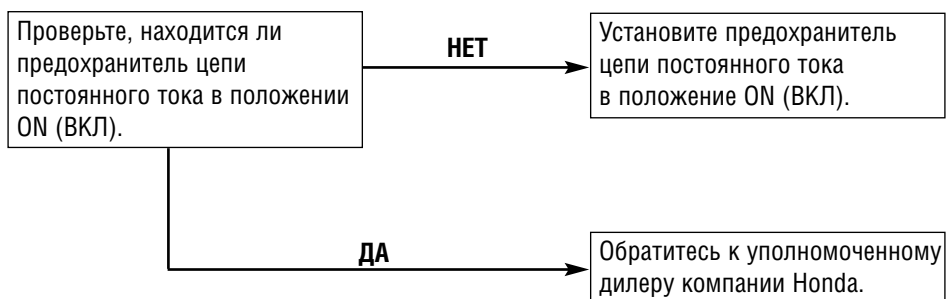 Проверьте, находится ли
предохранитель цепи
постоянного тока в положении
ON (ВКЛ).
НЕТ
Установите предохранитель
цепи постоянного тока
в положение ON (ВКЛ).
ДА
Обратитесь к уполномоченному
дилеру компании Honda.